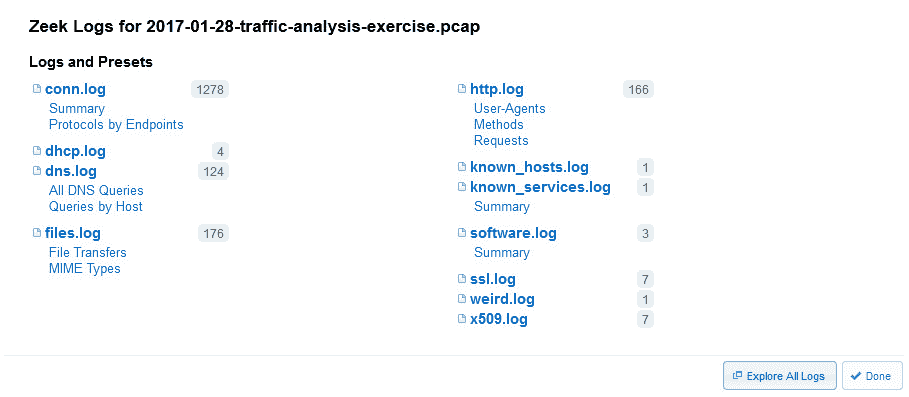 Zeek Logs for 2017-01-28-traffic-analysis-exercise.pcap
Logs and Presets
conn.log 1278
Summary
Protocols by Endpoints
dhcp.log 4
dns.log 124
All DNS Queries
Queries by Host
files.log 176
File Transfers
MIME Types
http.log 166
User-Agents
Methods
Requests
known_hosts.log 1
known_services.log 1
Summary
software.log 3
Summary
ssl.log 7
weird.log 1
x509.log 7
Explore All Logs
Done